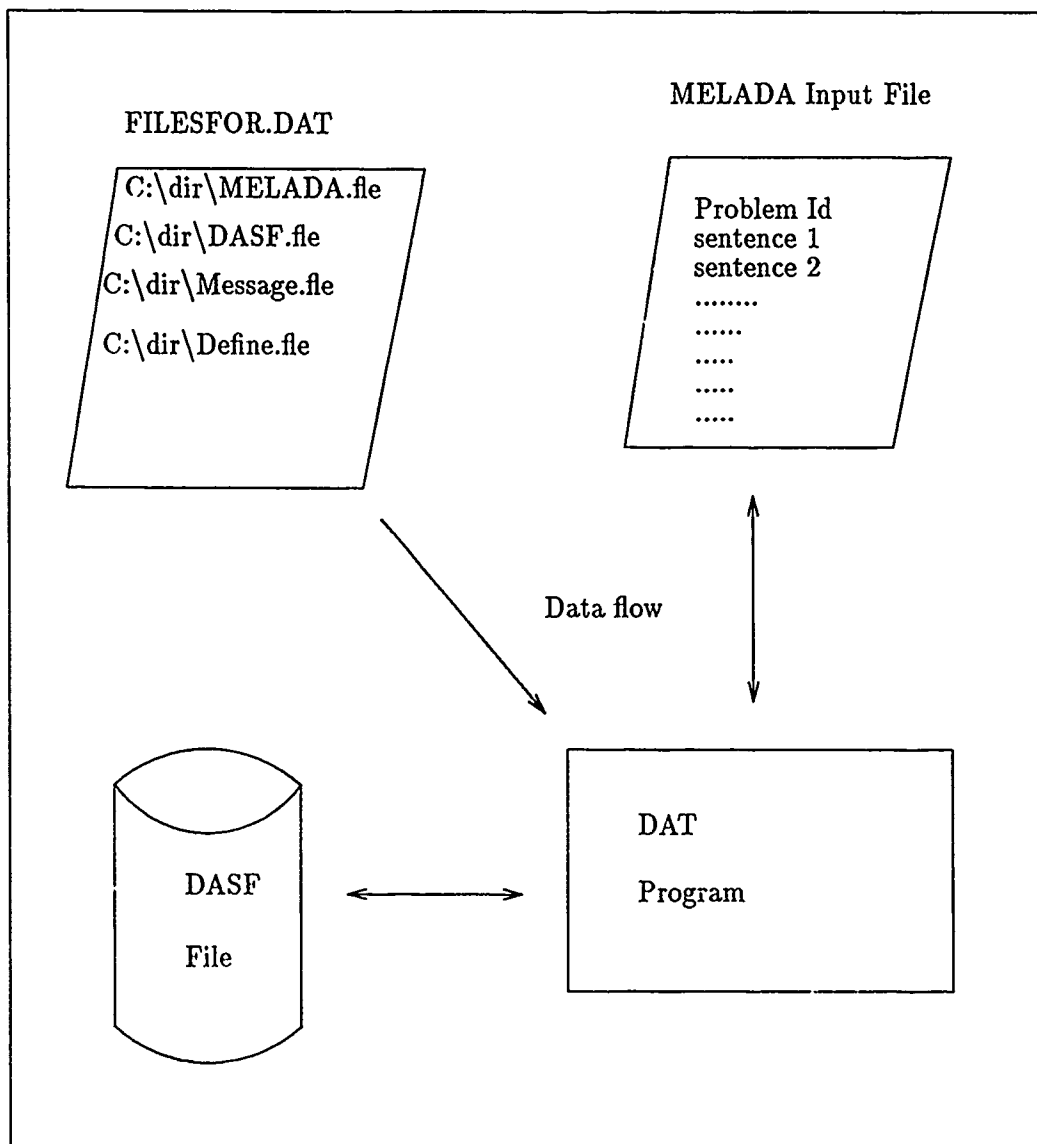 FILESFOR.DAT
C:\dir\MELADA.fle
C:\dir\DASF.fle
C:\dir\Message.fle
C:\dir\Define.fle
MELADA Input File
Problem Id
sentence 1
sentence 2
........
......
.....
.....
.....
Data flow
DASF
File
DAT
Program